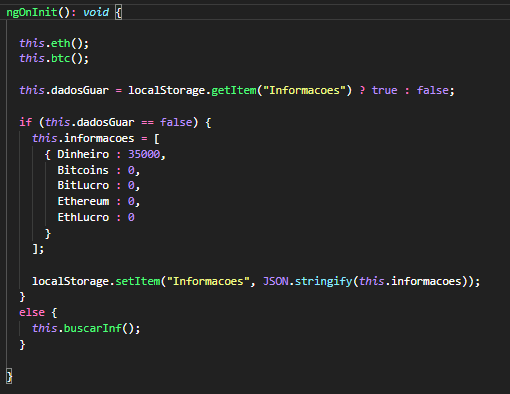 ngOnInit(): void {
this.eth();
this.btc();
this.dadosGuar = localStorage.getItem("Informacoes") ? true : false;
if (this.dadosGuar == false) {
this.informacoes = [
{ Dinheiro : 35000,
Bitcoins : 0,
BitLucro : 0,
Ethereum : 0,
EthLucro : 0
}
];
localStorage.setItem("Informacoes", JSON.stringify(this.informacoes));
}
else {
this.buscarInf();
}
}